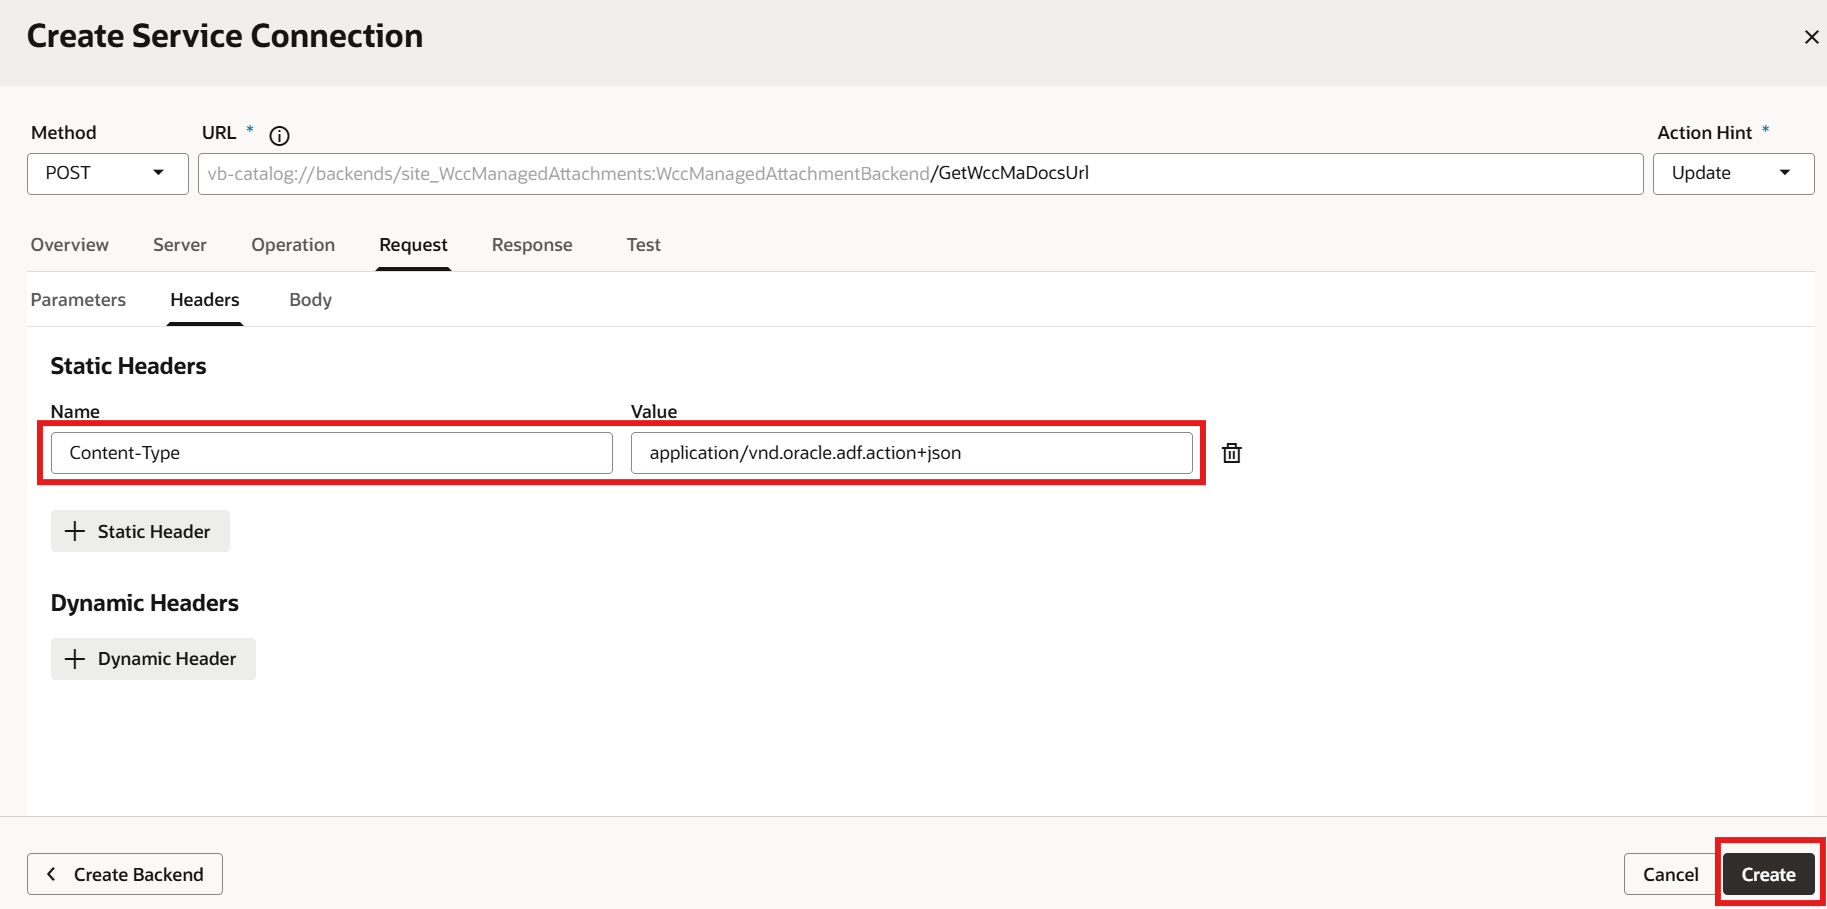 Create Service Connection
Method
URL *
Action Hint *
POST
vb-catalog://backends/site_WccManagedAttachments:WccManagedAttachmentBackend/GetWccMaDocsUrl
Update
Overview Server Operation Request Response Test
Parameters Headers Body
Static Headers
Name Value
Content-Type application/vnd.oracle.adf.action+json
Static Header
Dynamic Headers
Dynamic Header
Create Backend Cancel Create